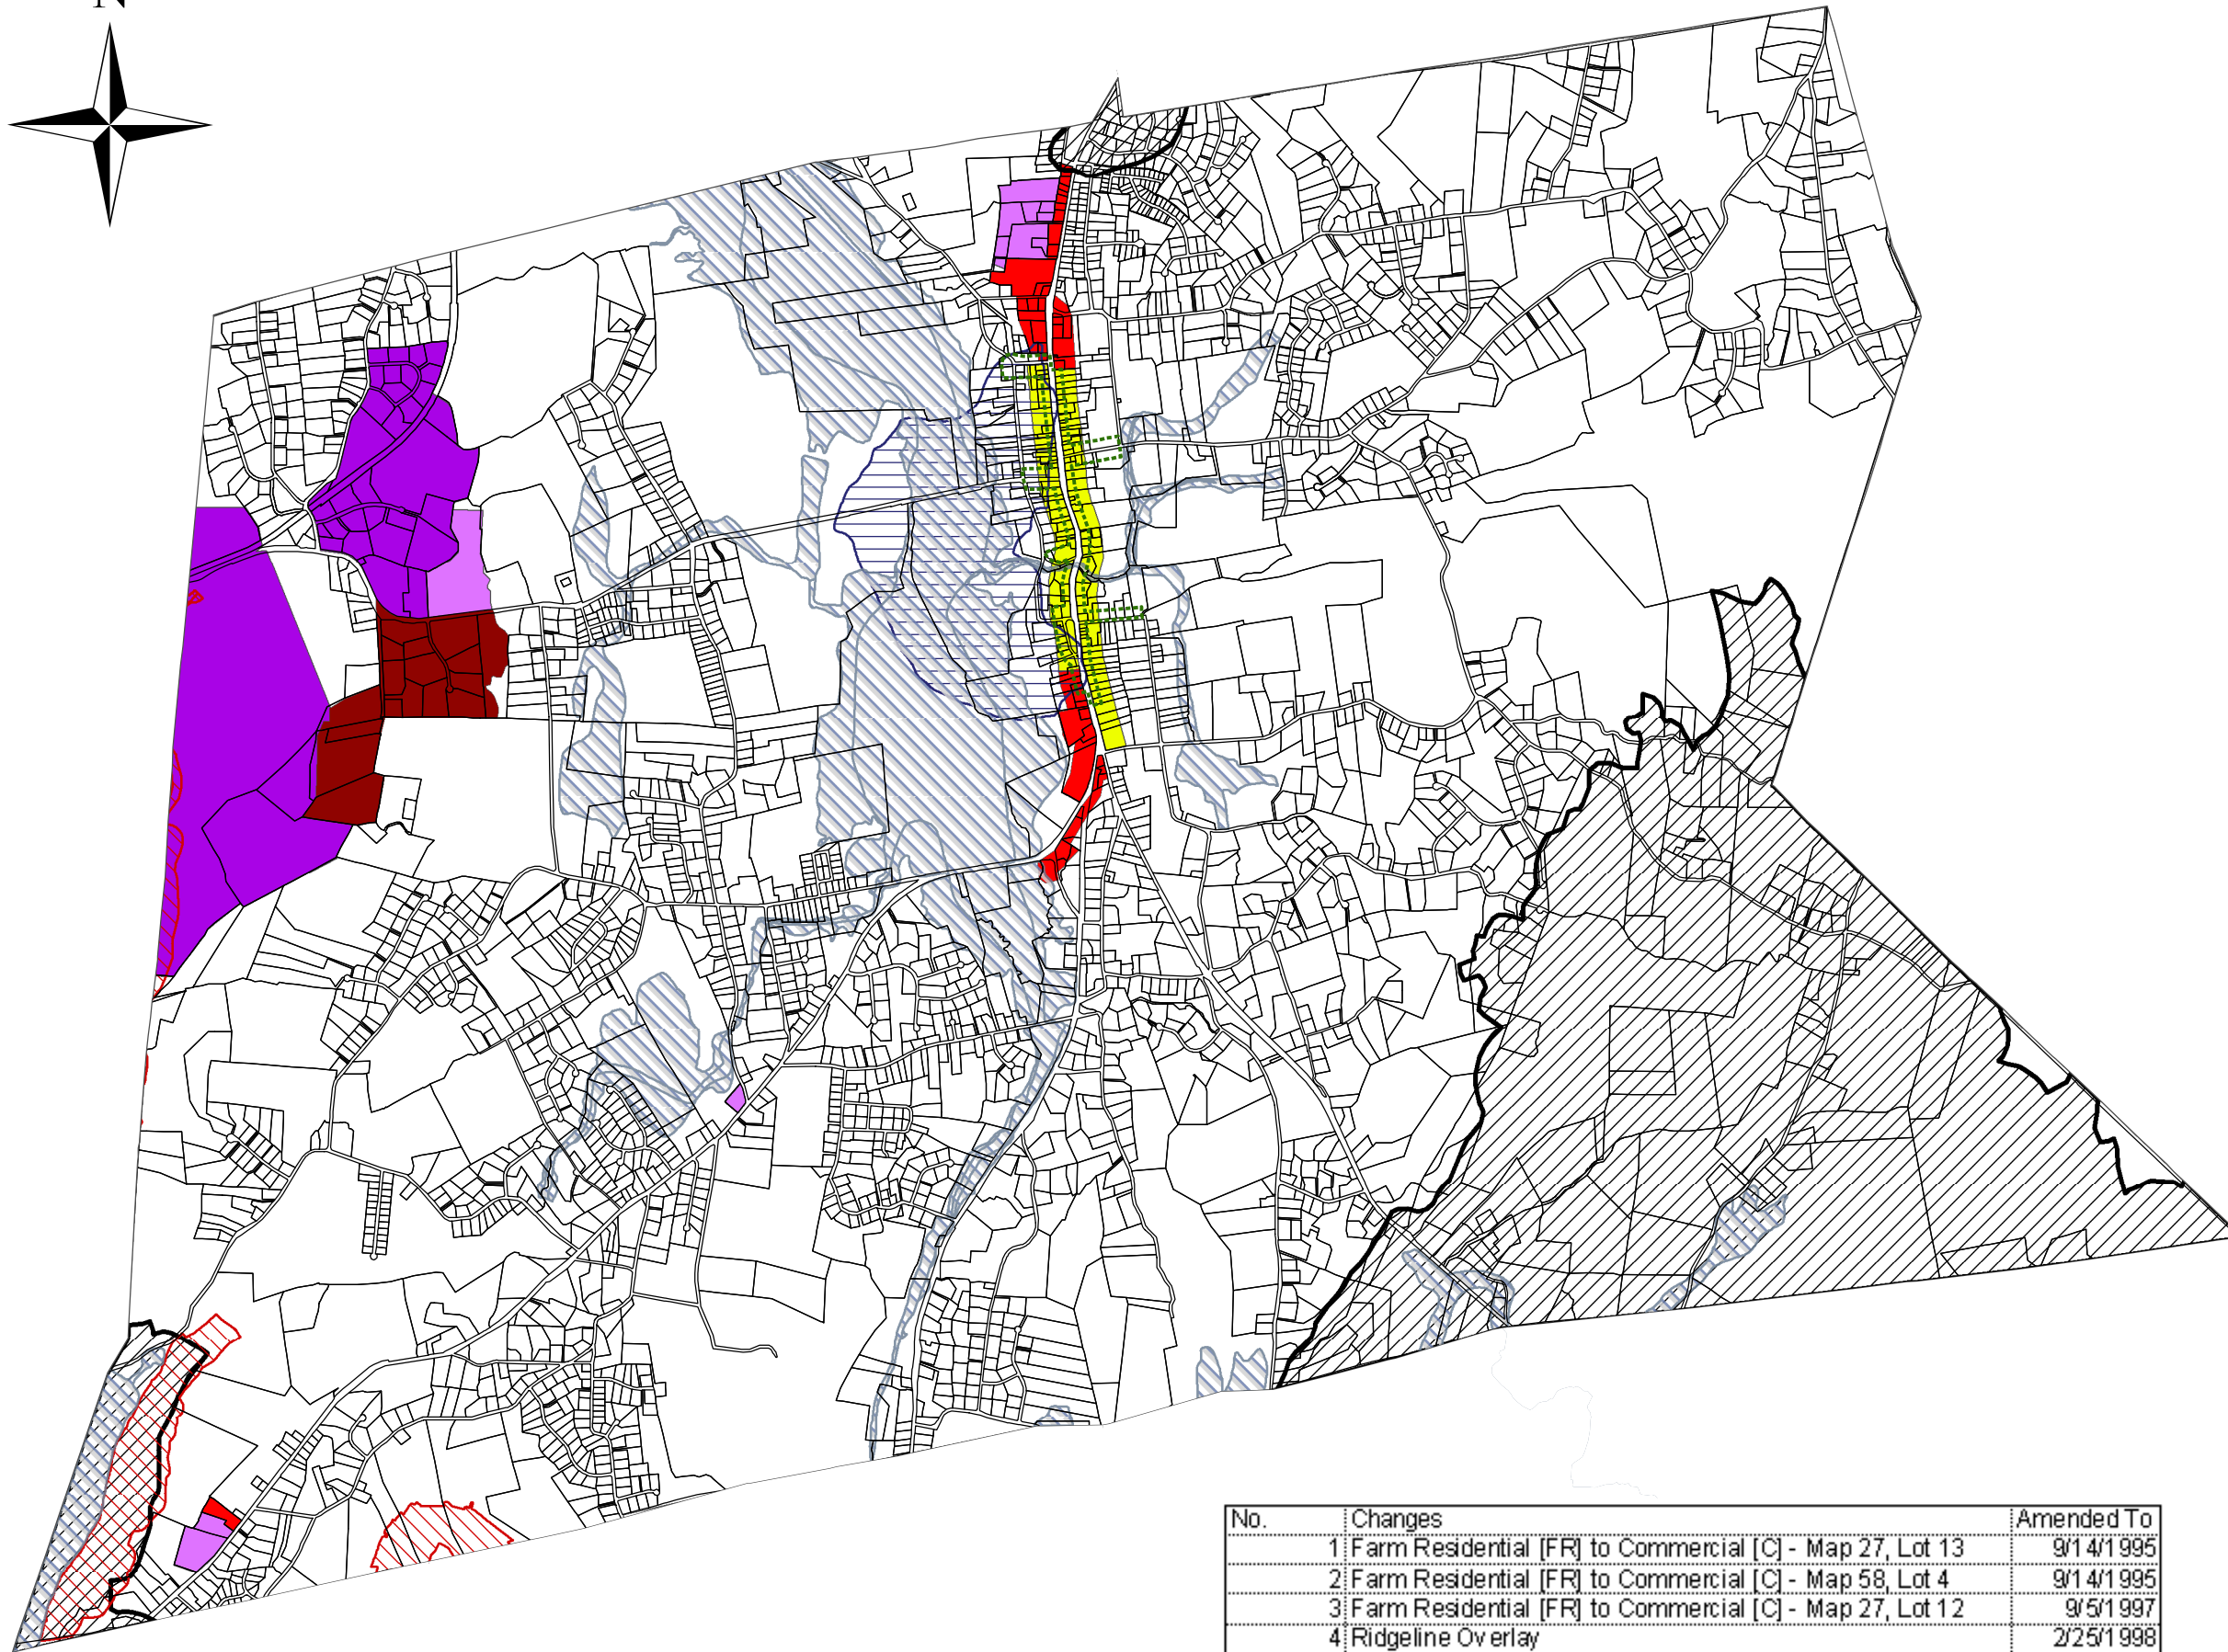 N
No. Changes Amended To
1 Farm Residential [FR] to Commercial [C] - Map 27, Lot 13 9/14/1995
2 Farm Residential [FR] to Commercial [C] - Map 58, Lot 4 9/14/1995
3 Farm Residential [FR] to Commercial [C] - Map 27, Lot 12 9/5/1997
4 Ridgeline Overlay 2/25/1998